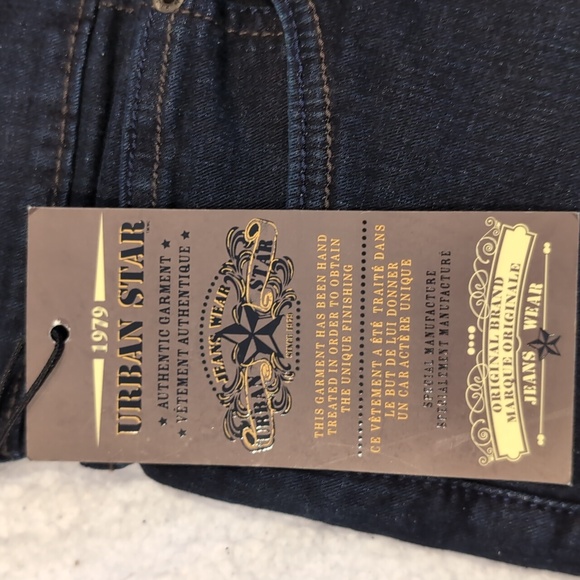 1979
URBAN STAR
★ AUTHENTIC GARMENT ★
★ VÊTEMENT AUTHENTIQUE ★
JEANS WEAR
URBAN STAR
SINCE 1979
THIS GARMENT HAS BEEN HAND
TREATED IN ORDER TO OBTAIN
THE UNIQUE FINISHING
CE VÊTEMENT A ÉTÉ TRAITÉ DANS
LE BUT DE LUI DONNER
UN CARACTÈRE UNIQUE
SPECIAL MANUFACTURE
SPÉCIALEMENT MANUFACTURE
ORIGINAL BRAND
MARQUE ORIGINALE
JEANS WEAR